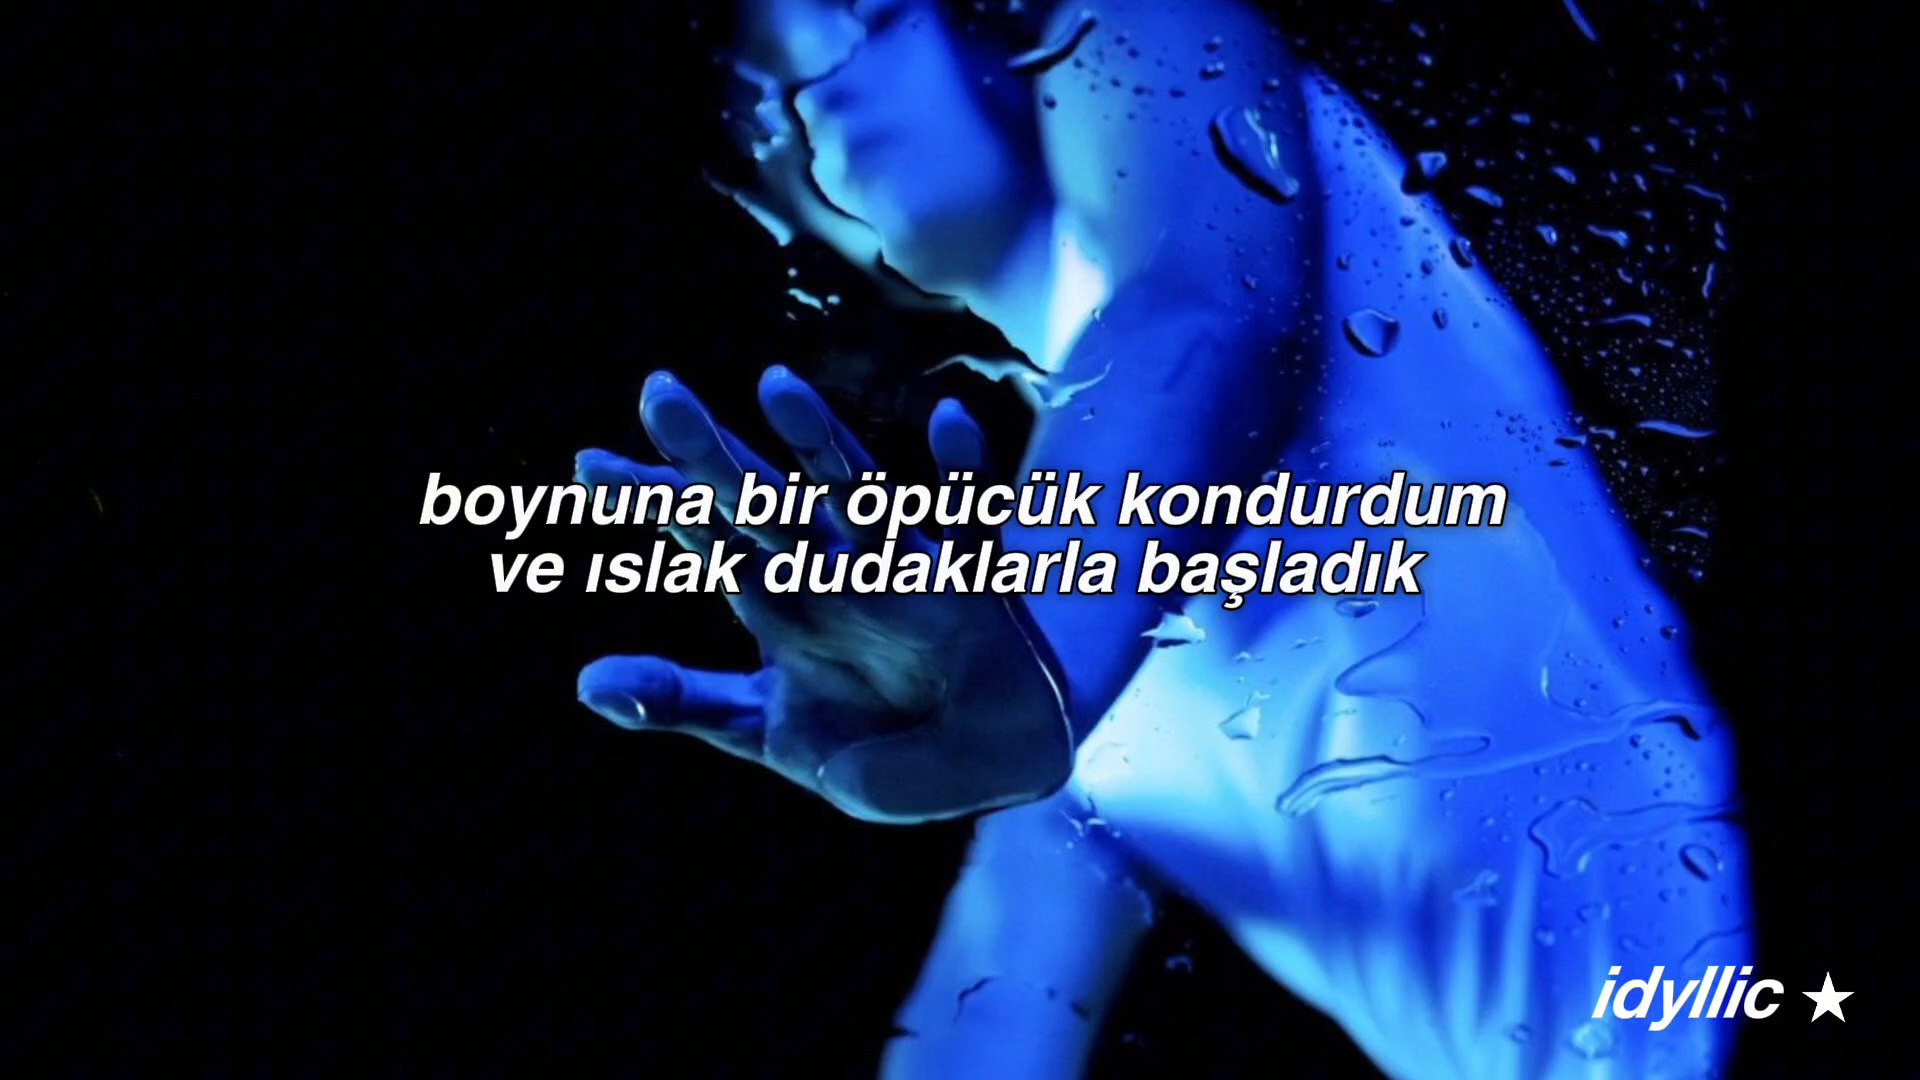 boynuna bir öpücük kondurdum
ve ıslak dudaklarla başladık
idyllic ★